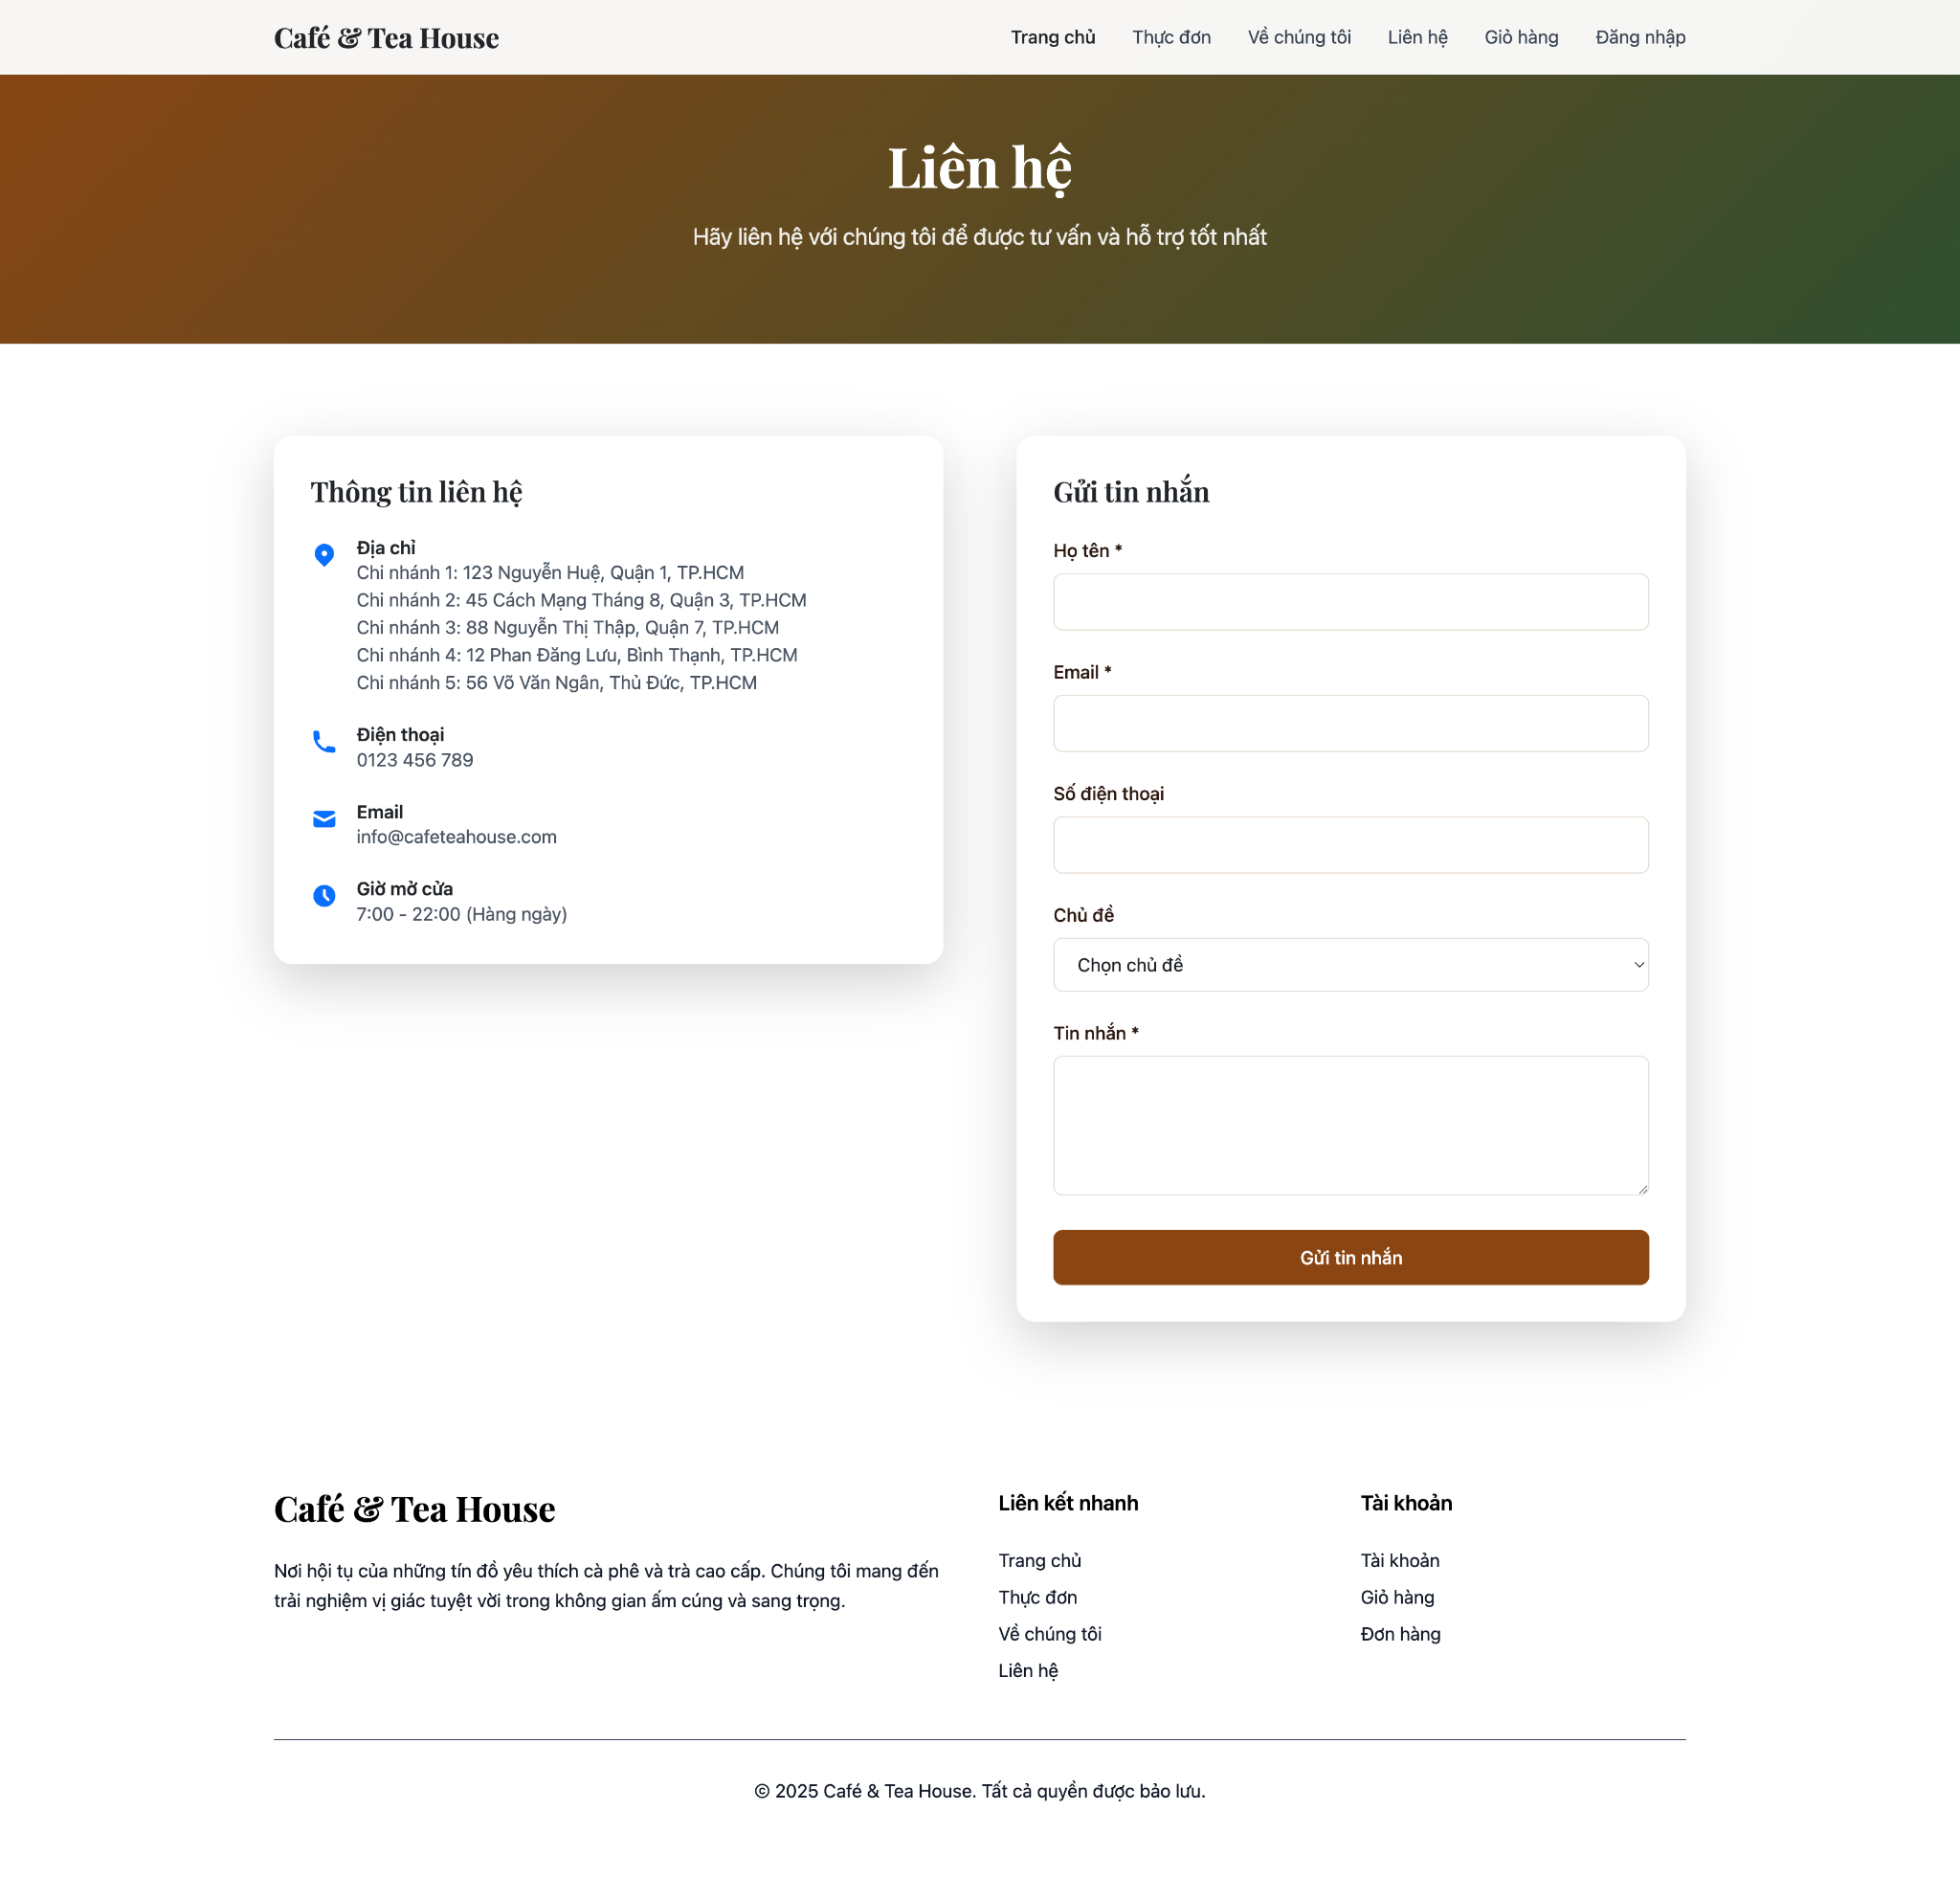 Café & Tea House
Trang chủ
Thực đơn
Về chúng tôi
Liên hệ
Giỏ hàng
Đăng nhập
Liên hệ
Hãy liên hệ với chúng tôi để được tư vấn và hỗ trợ tốt nhất
Thông tin liên hệ
Địa chỉ
Chi nhánh 1: 123 Nguyễn Huệ, Quận 1, TP.HCM
Chi nhánh 2: 45 Cách Mạng Tháng 8, Quận 3, TP.HCM
Chi nhánh 3: 88 Nguyễn Thị Thập, Quận 7, TP.HCM
Chi nhánh 4: 12 Phan Đăng Lưu, Bình Thạnh, TP.HCM
Chi nhánh 5: 56 Võ Văn Ngân, Thủ Đức, TP.HCM
Điện thoại
0123 456 789
Email
info@cafeteahouse.com
Giờ mở cửa
7:00 - 22:00 (Hàng ngày)
Gửi tin nhắn
Họ tên *
Email *
Số điện thoại
Chủ đề
Chọn chủ đề
Tin nhắn *
Gửi tin nhắn
Café & Tea House
Nơi hội tụ của những tín đồ yêu thích cà phê và trà cao cấp. Chúng tôi mang đến
trải nghiệm vị giác tuyệt vời trong không gian ấm cúng và sang trọng.
Liên kết nhanh
Trang chủ
Thực đơn
Về chúng tôi
Liên hệ
Tài khoản
Tài khoản
Giỏ hàng
Đơn hàng
© 2025 Café & Tea House. Tất cả quyền được bảo lưu.